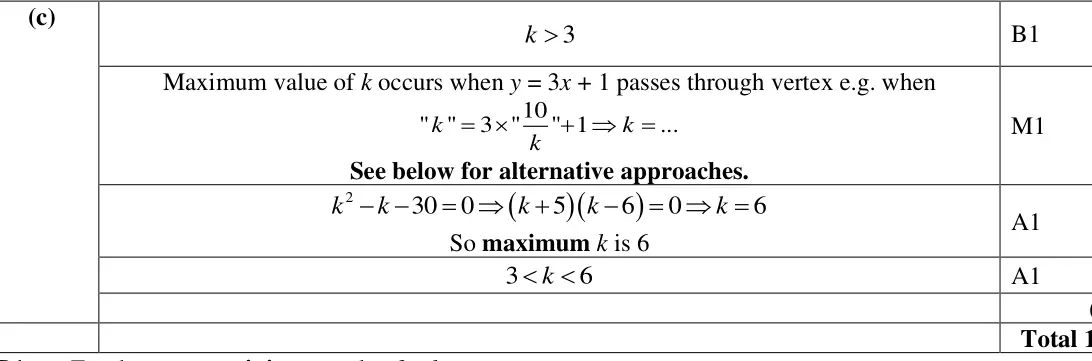 (c)
k > 3 B1
Maximum value of k occurs when y = 3x + 1 passes through vertex e.g. when
"k" = 3 × "10/k" + 1 ⇒ k = ... M1
See below for alternative approaches.
k² − k − 30 = 0 ⇒ (k + 5)(k − 6) = 0 ⇒ k = 6 A1
So maximum k is 6
3 < k < 6 A1
(
Total 1